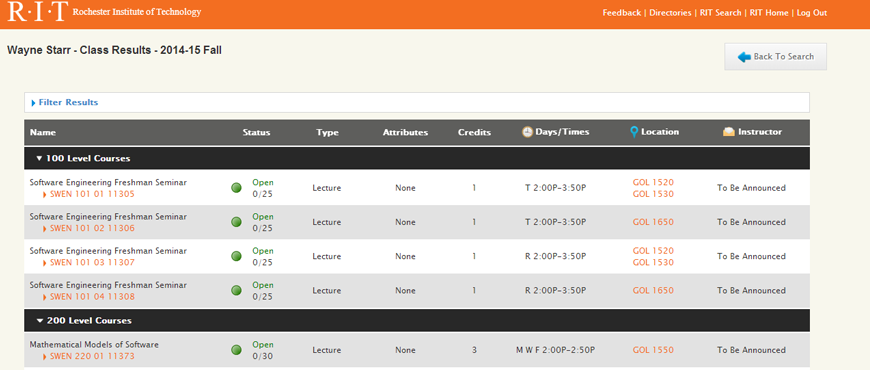 R·I·T Rochester Institute of Technology
Feedback | Directories | RIT Search | RIT Home | Log Out
Wayne Starr - Class Results - 2014-15 Fall
Back To Search
Filter Results
Name Status Type Attributes Credits Days/Times Location Instructor
100 Level Courses
Software Engineering Freshman Seminar Open Lecture None 1 T 2:00P-3:50P GOL 1520 To Be Announced
SWEN 101 01 11305 0/25 GOL 1530
Software Engineering Freshman Seminar Open Lecture None 1 T 2:00P-3:50P GOL 1650 To Be Announced
SWEN 101 02 11306 0/25
Software Engineering Freshman Seminar Open Lecture None 1 R 2:00P-3:50P GOL 1520 To Be Announced
SWEN 101 03 11307 0/25 GOL 1530
Software Engineering Freshman Seminar Open Lecture None 1 R 2:00P-3:50P GOL 1650 To Be Announced
SWEN 101 04 11308 0/25
200 Level Courses
Mathematical Models of Software Open Lecture None 3 M W F 2:00P-2:50P GOL 1550 To Be Announced
SWEN 220 01 11373 0/30